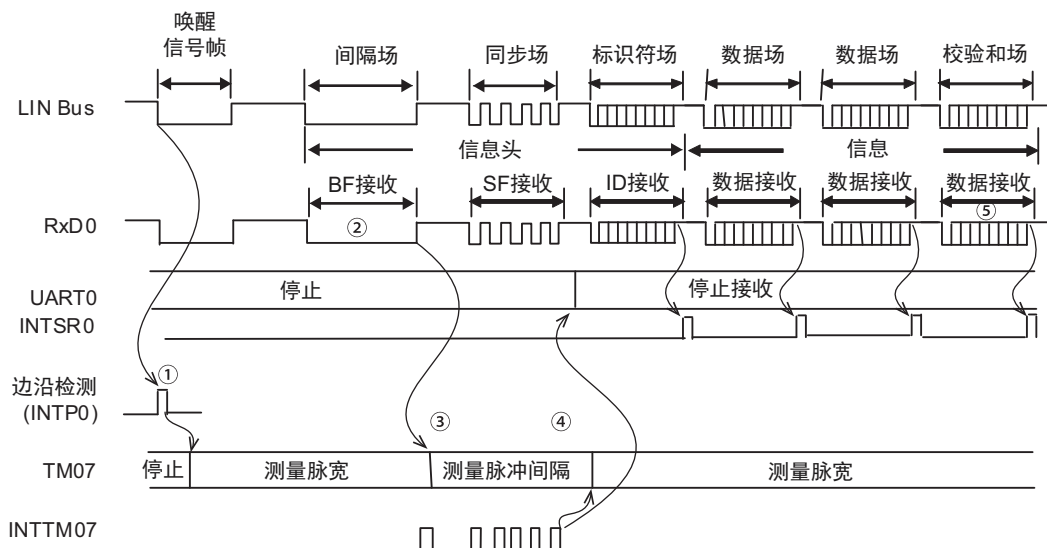 唤醒
信号帧
间隔场
同步场
标识符场
数据场
数据场
校验和场
LIN Bus
信息头
信息
BF接收
SF接收
ID接收
数据接收
数据接收
数据接收
RxD0
②
⑤
UART0
停止
停止接收
INTSR0
边沿检测
(INTP0)
①
③
④
TM07
停止
测量脉宽
测量脉冲间隔
测量脉宽
INTTM07